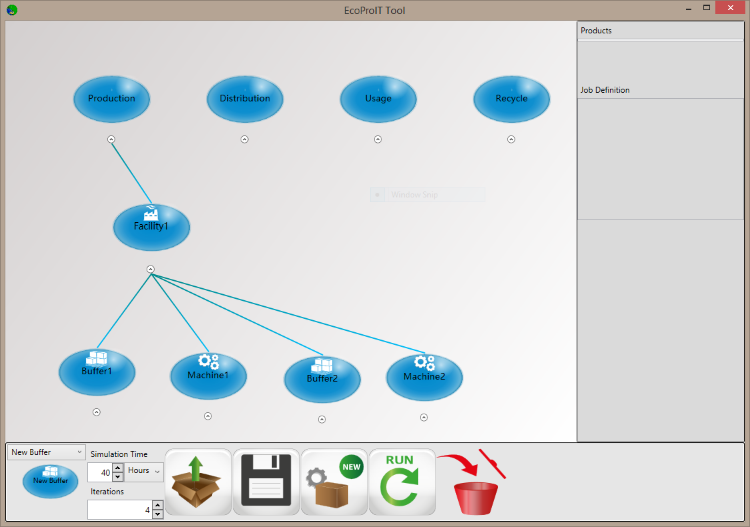 EcoProIT Tool
Products
Job Definition
Production
Distribution
Usage
Recycle
Window Snip
Facility1
Buffer1
Machine1
Buffer2
Machine2
New Buffer
New Buffer
Simulation Time
40
Hours
Iterations
4
NEW
RUN